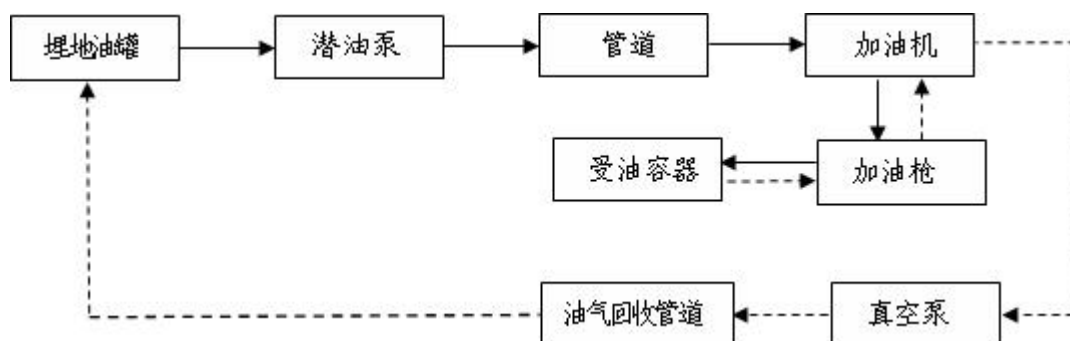 埋地油罐
潜油泵
管道
加油机
受油容器
加油枪
油气回收管道
真空泵